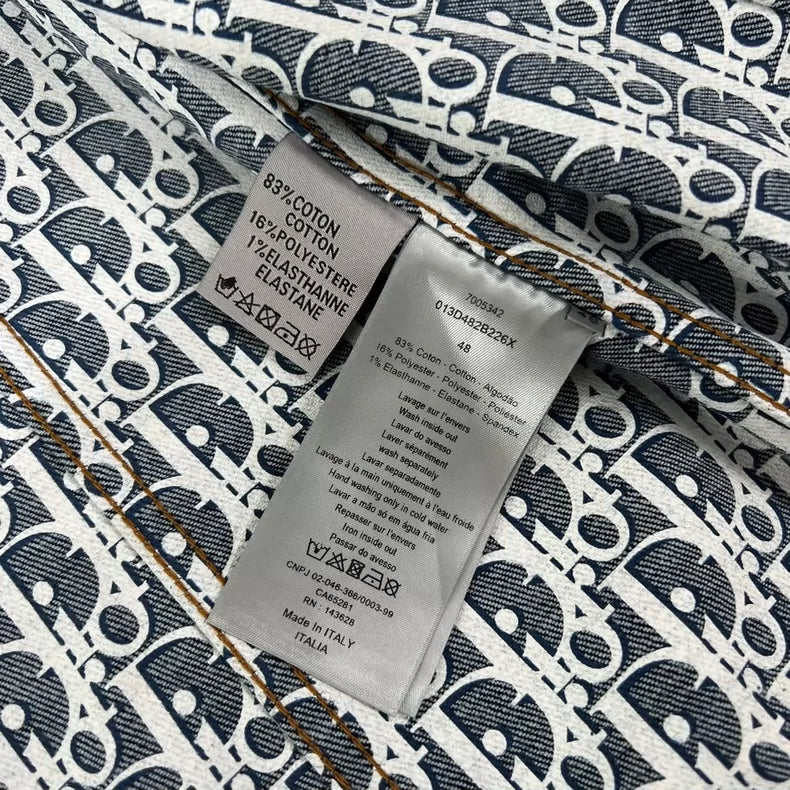 83% COTON
COTTON
16% POLYESTERE
1% ELASTHANNE
ELASTANE
7005342
013D482B226X
48
83% Coton - Cotton - Algodão
16% Polyester - Polyester - Poliéster
1% Elasthanne - Elastane - Spandex
Lavage sur l'envers
Wash inside out
Lavar do avesso
Laver séparément
wash separately
Lavar separadamente
Lavage à la main uniquement à l'eau froide
Hand washing only in cold water
Lavar a mão só em água fria
Repasser sur l'envers
Iron inside out
Passar do avesso
CNPJ 02-046-366/0003-99
CA65281
RN : 143628
Made In ITALY
ITALIA
Dior